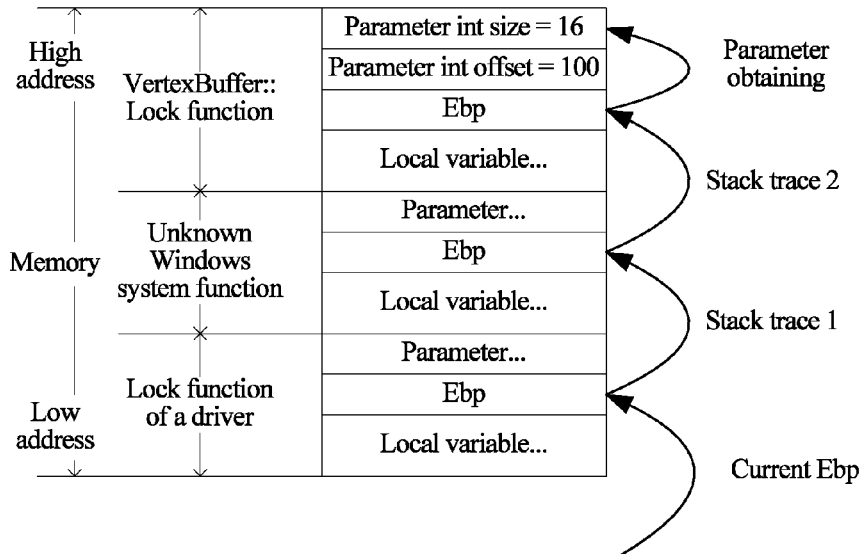 High
address
Memory
Low
address
VertexBuffer::
Lock function
Unknown
Windows
system function
Lock function
of a driver
Parameter int size = 16
Parameter int offset = 100
Ebp
Local variable...
Parameter...
Ebp
Local variable...
Parameter...
Ebp
Local variable...
Parameter
obtaining
Stack trace 2
Stack trace 1
Current Ebp